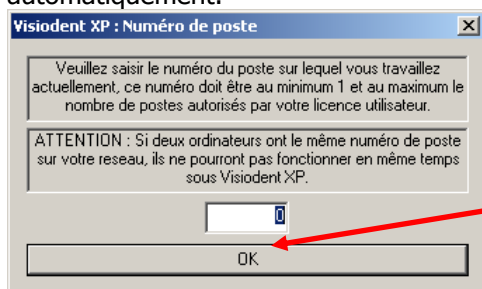 automatiquement.
Visiodent XP : Numéro de poste
Veuillez saisir le numéro du poste sur lequel vous travaillez
actuellement, ce numéro doit être au minimum 1 et au maximum le
nombre de postes autorisés par votre licence utilisateur.
ATTENTION : Si deux ordinateurs ont le même numéro de poste
sur votre reseau, ils ne pourront pas fonctionner en même temps
sous Visiodent XP.
0
OK